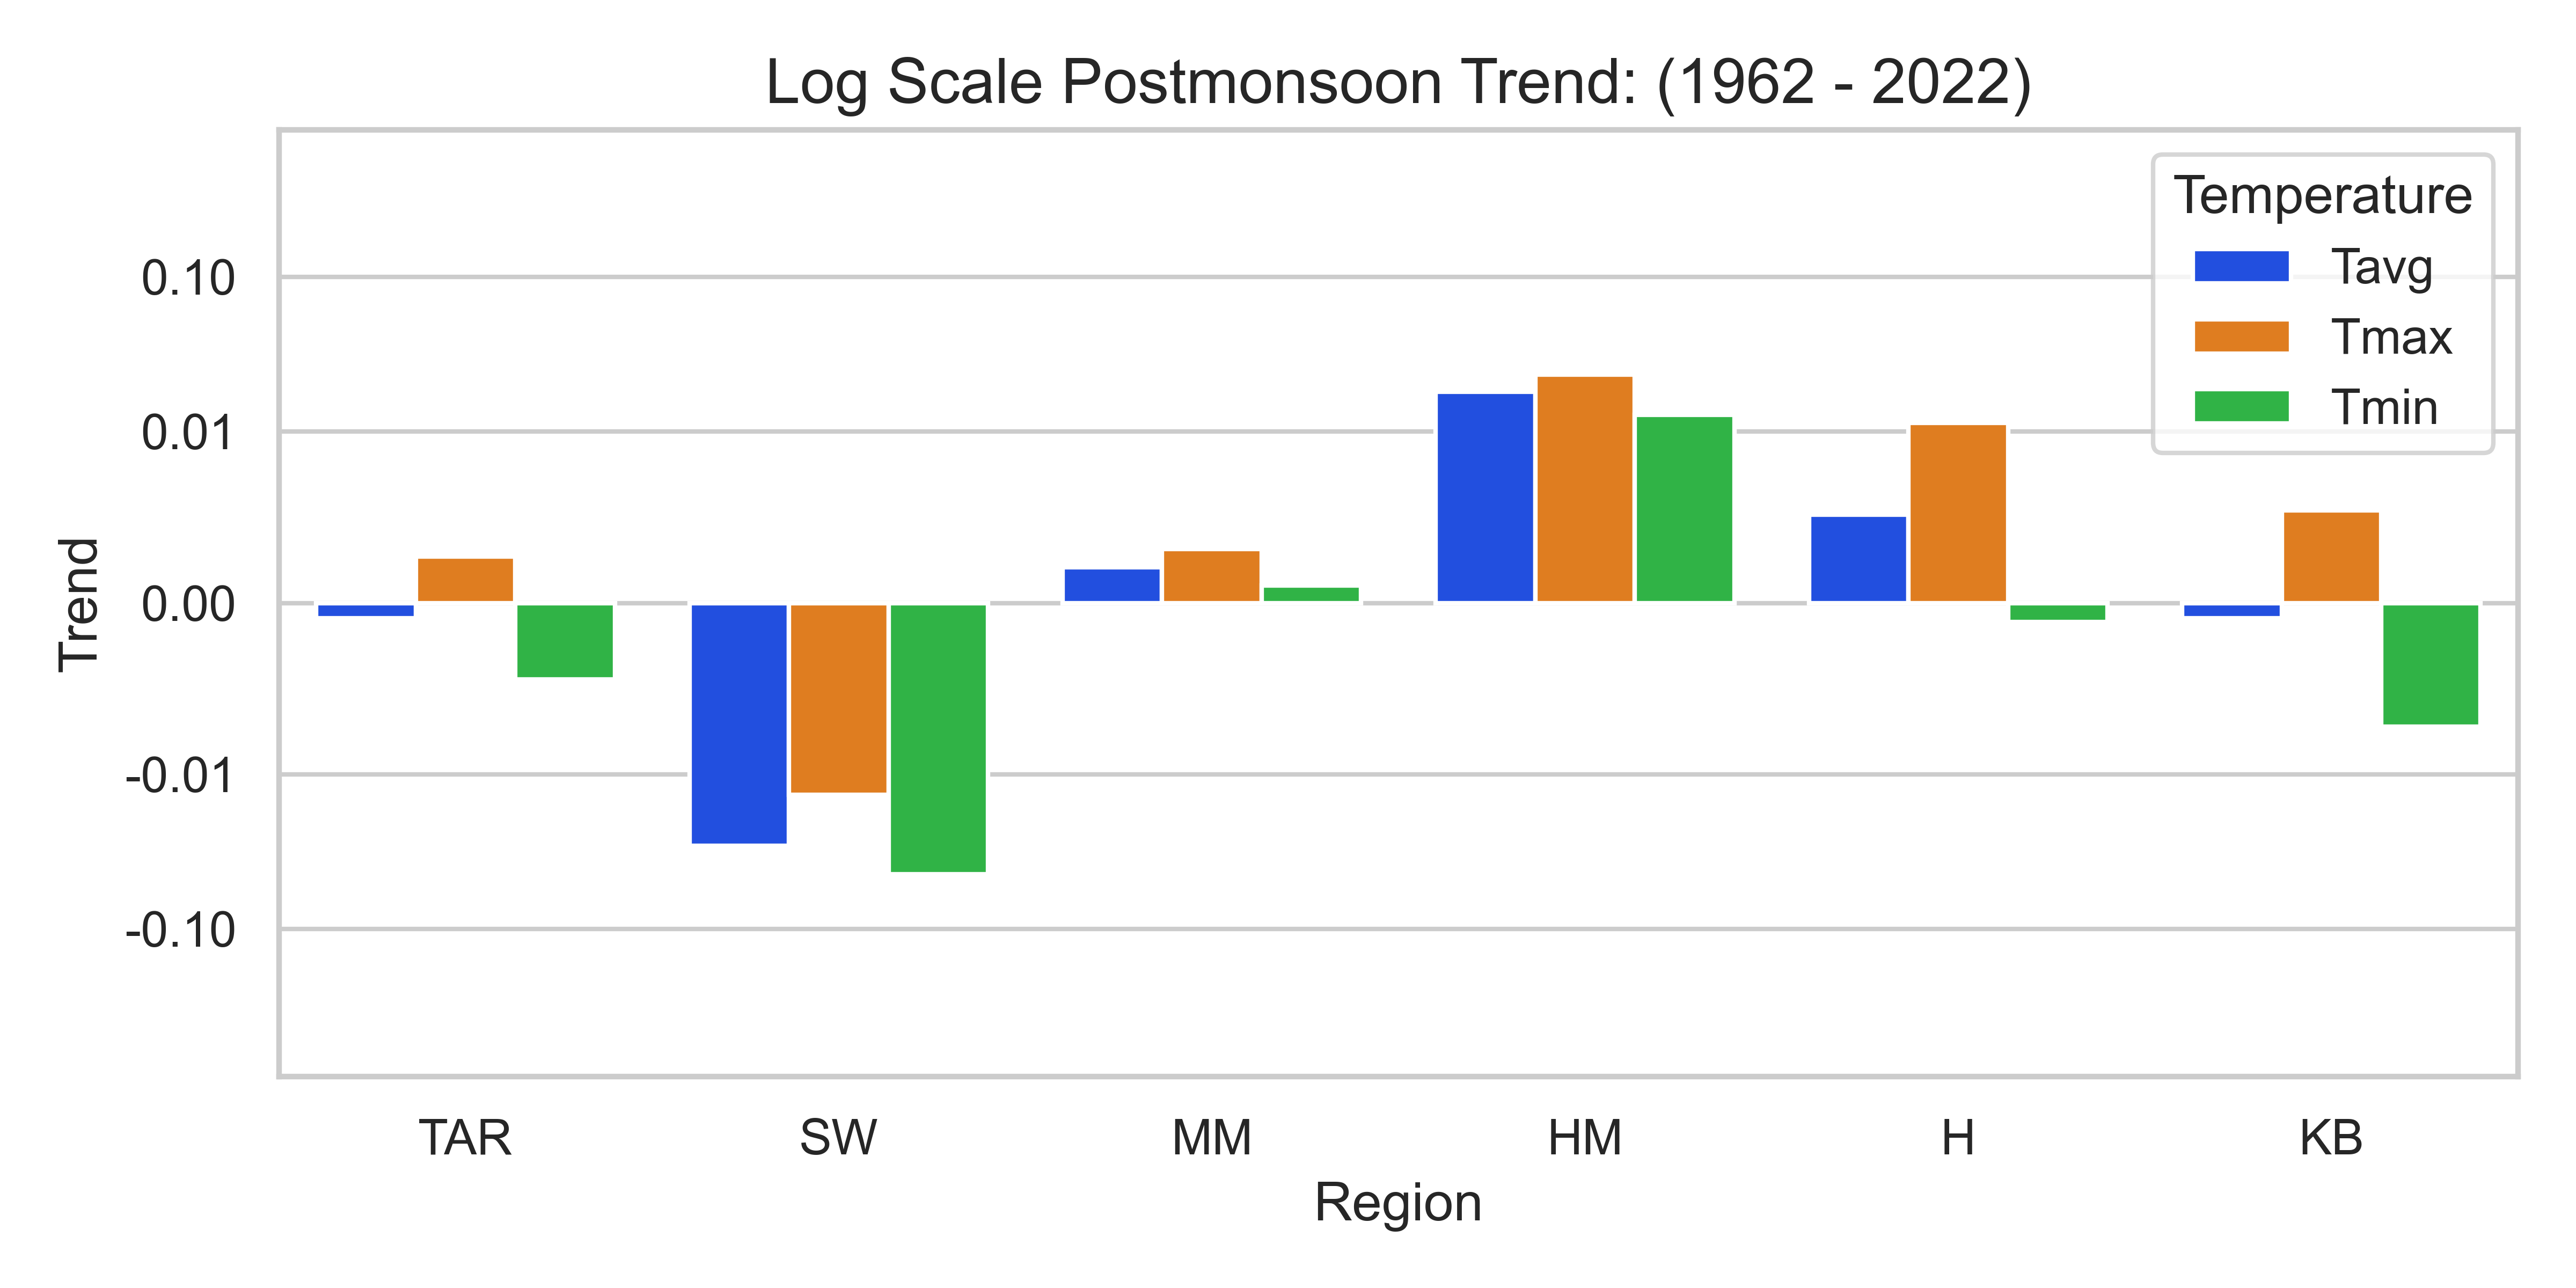 Log Scale Postmonsoon Trend: (1962 - 2022)
Temperature
Tavg
Tmax
Tmin
0.10
0.01
0.00
-0.01
-0.10
Trend
TAR SW MM HM H KB
Region